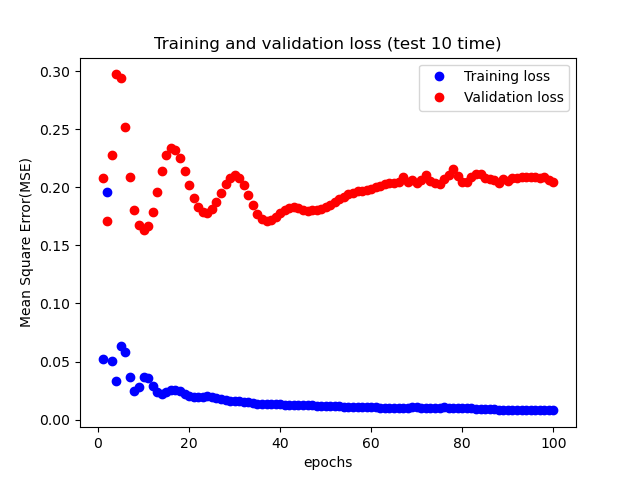 Training and validation loss (test 10 time)
Training loss
Validation loss
0.30
0.25
0.20
0.15
0.10
0.05
0.00
Mean Square Error(MSE)
0 20 40 60 80 100
epochs